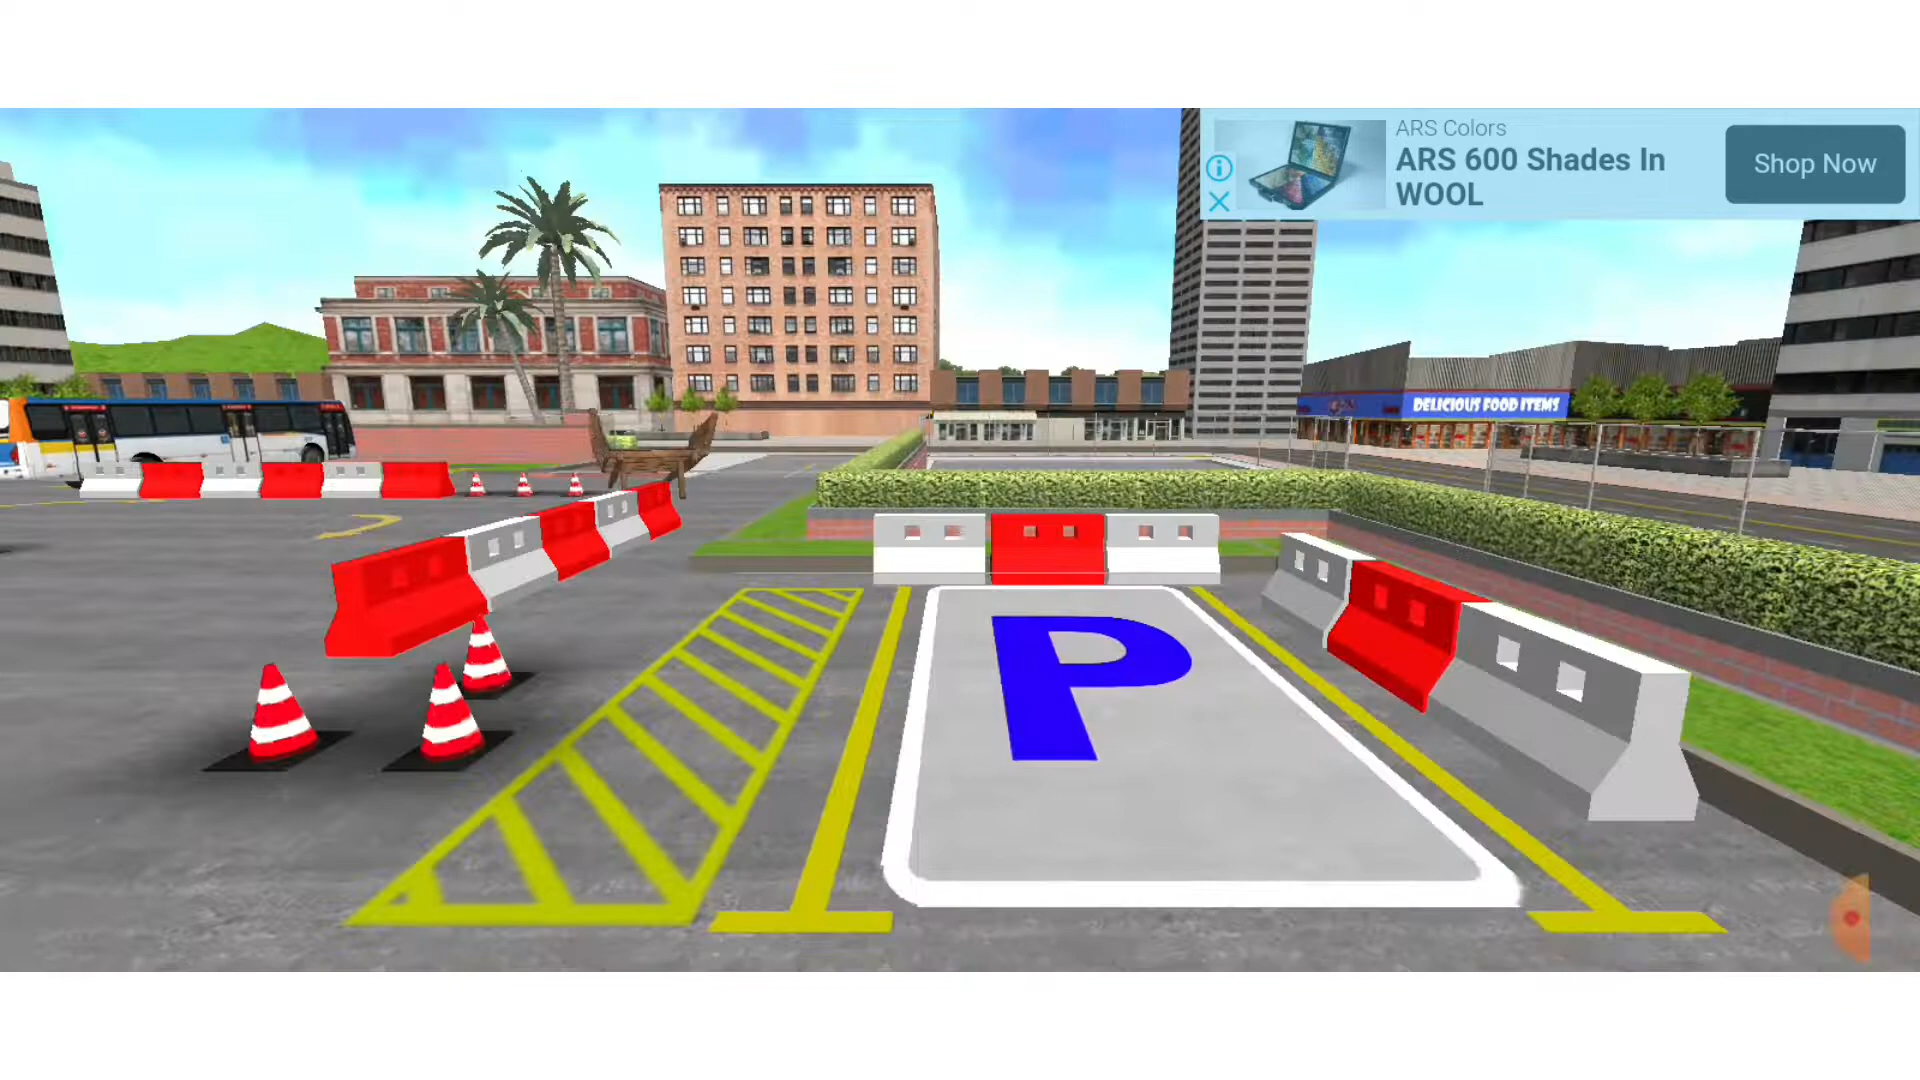 ARS Colors
ARS 600 Shades In
WOOL
Shop Now
DELICIOUS FOOD ITEMS
P